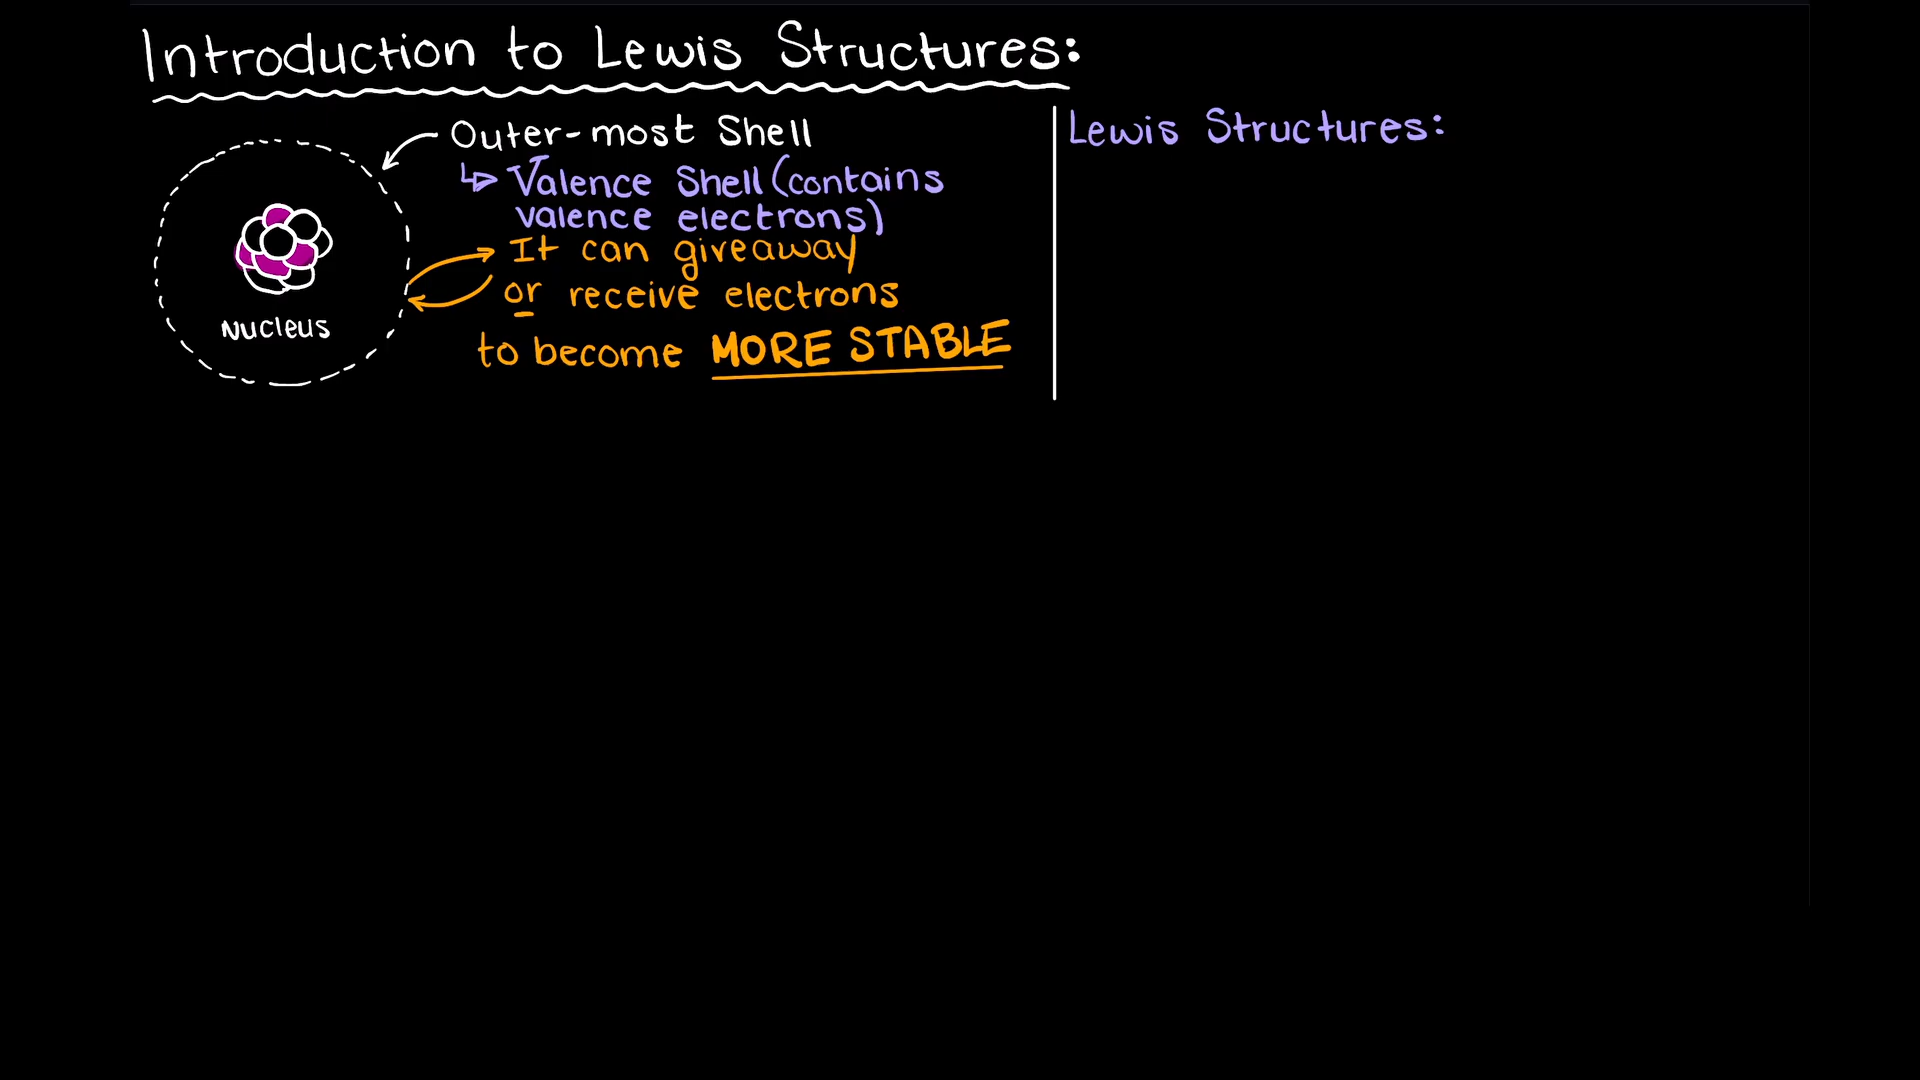 Introduction to Lewis Structures:
Outer-most Shell
Valence Shell (contains
valence electrons)
It can giveaway
or receive electrons
to become MORE STABLE
Nucleus
Lewis Structures: